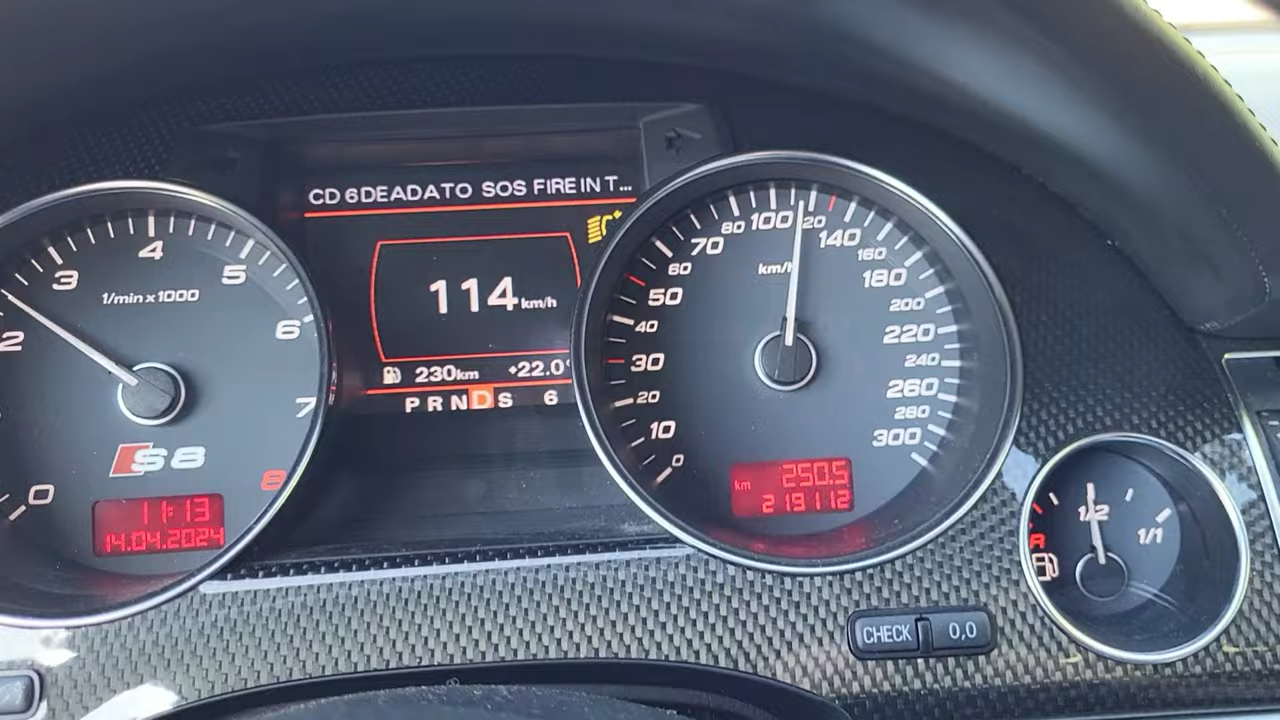 CD 6 DEADATO SOS FIRE IN T...
114 km/h
230 km +22.0°
P R N D S 6
0 2 3 4 5 6 7 8
1/min x 1000
S8
11:13
14.04.2024
0 10 20 30 40 50 60 70 80 100 120 140 160 180 200 220 240 260 280 300
km/h
km 250.5
219112
R 1/2 1/1
CHECK 0,0